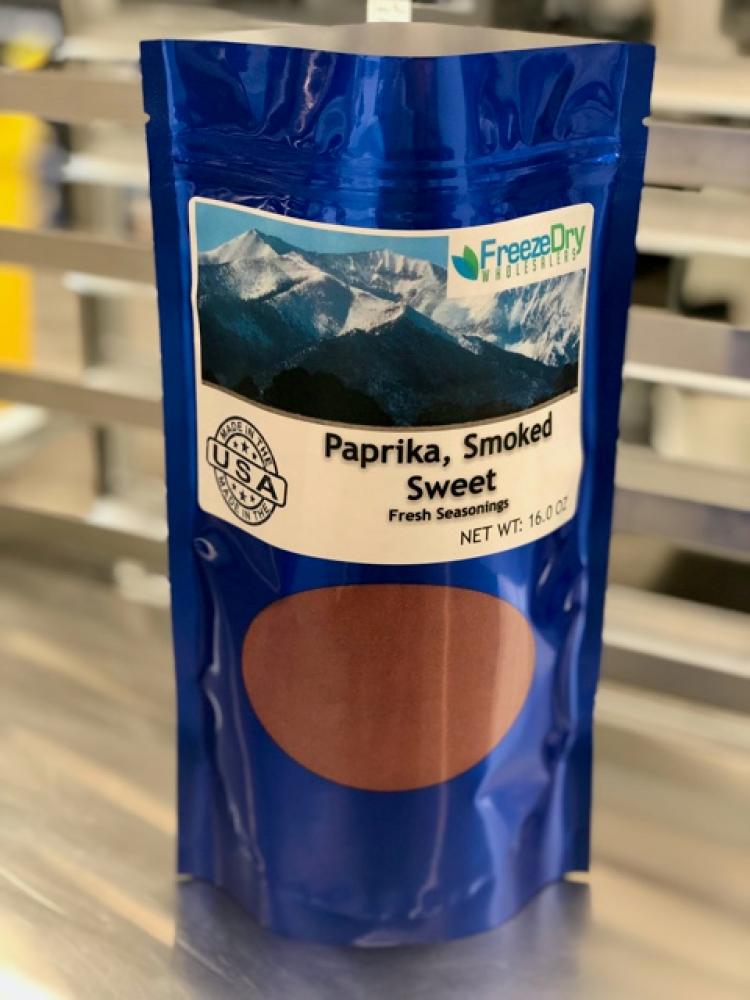 FreezeDry
WHOLESALERS
MADE IN THE
USA
MADE IN THE
Paprika, Smoked
Sweet
Fresh Seasonings
NET WT: 16.0 OZ